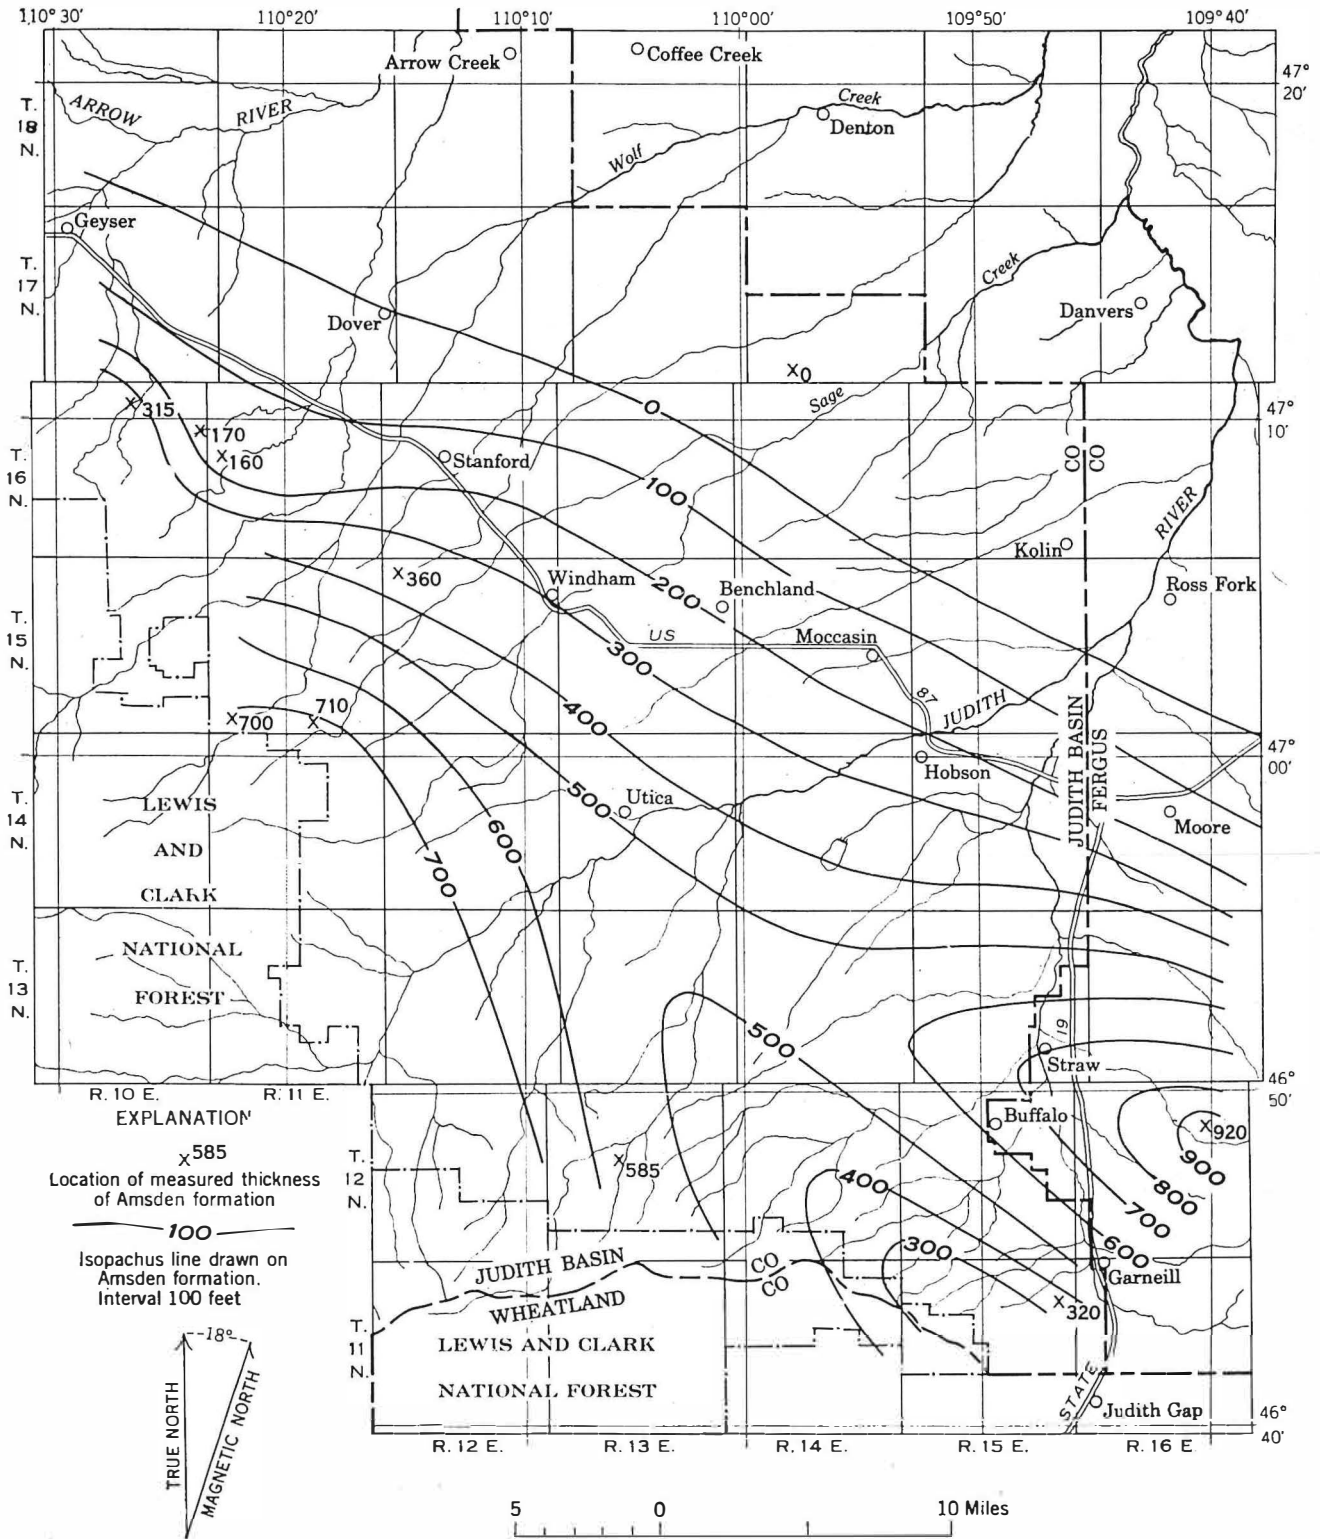 110°30' 110°20' 110°10' 110°00' 109°50' 109°40'
Arrow Creek
Coffee Creek
47°
20'
T.
18
N.
ARROW RIVER
Creek
Denton
Wolf
Geyser
T.
17
N.
Creek
Dover
Danvers
X0
Sage
0
X315
X170
X160
47°
10'
T.
16
N.
Stanford
100
CO CO
RIVER
Kolin
X360
Windham
200
Benchland
Ross Fork
T.
15
N.
US
Moccasin
300
87
JUDITH
X700
X710
400
JUDITH BASIN
FERGUS
47°
00'
Hobson
T.
14
N.
LEWIS
AND
CLARK
NATIONAL
FOREST
Utica
500
600
700
Moore
T.
13
N.
500
19
Straw
R. 10 E. R. 11 E.
46°
50'
EXPLANATION
X585
Location of measured thickness
of Amsden formation
100
Isopachus line drawn on
Amsden formation.
Interval 100 feet
Buffalo
X920
900
T.
12
N.
X585
400
800
700
600
300
JUDITH BASIN CO
WHEATLAND CO
Garneill
X320
T.
11
N.
LEWIS AND CLARK
NATIONAL FOREST
STATE
Judith Gap
46°
40'
R. 12 E. R. 13 E. R. 14 E. R. 15 E. R. 16 E.
18°
TRUE NORTH
MAGNETIC NORTH
5 0 10 Miles